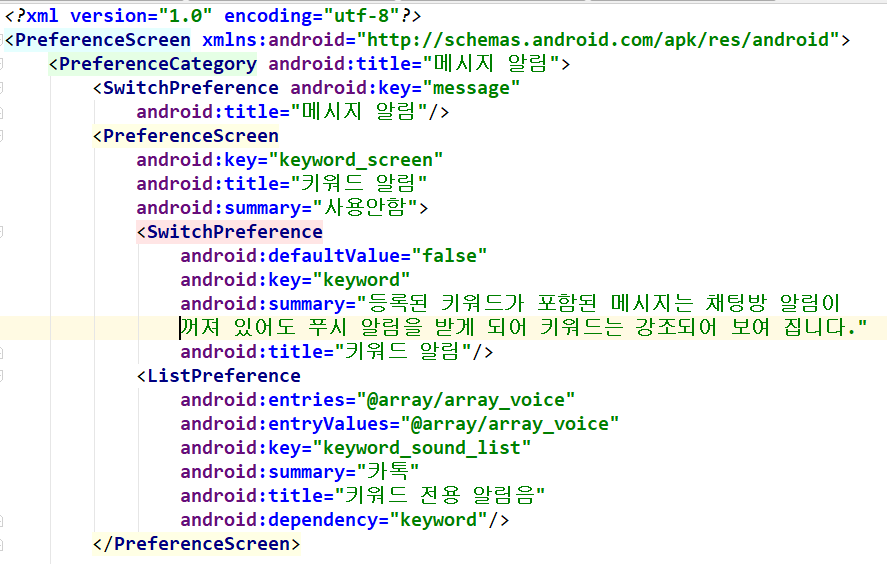 <?xml version="1.0" encoding="utf-8"?>
<PreferenceScreen xmlns:android="http://schemas.android.com/apk/res/android">
<PreferenceCategory android:title="메시지 알림">
<SwitchPreference android:key="message"
android:title="메시지 알림"/>
<PreferenceScreen
android:key="keyword_screen"
android:title="키워드 알림"
android:summary="사용안함">
<SwitchPreference
android:defaultValue="false"
android:key="keyword"
android:summary="등록된 키워드가 포함된 메시지는 채팅방 알림이
꺼져 있어도 푸시 알림을 받게 되어 키워드는 강조되어 보여 집니다."
android:title="키워드 알림"/>
<ListPreference
android:entries="@array/array_voice"
android:entryValues="@array/array_voice"
android:key="keyword_sound_list"
android:summary="카톡"
android:title="키워드 전용 알림음"
android:dependency="keyword"/>
</PreferenceScreen>